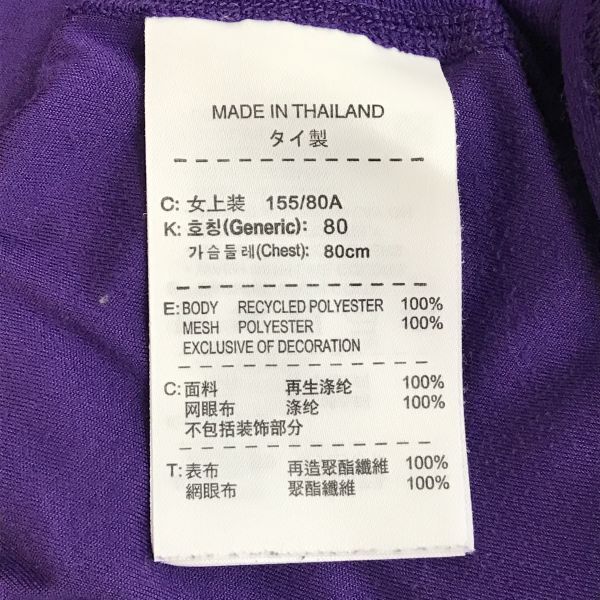 MADE IN THAILAND
タイ製
C: 女上装 155/80A
K: 호칭(Generic): 80
가슴둘레(Chest): 80cm
E: BODY RECYCLED POLYESTER 100%
MESH POLYESTER 100%
EXCLUSIVE OF DECORATION
C: 面料 再生涤纶 100%
网眼布 涤纶 100%
不包括装饰部分
T: 表布 再造聚酯纖維 100%
網眼布 聚酯纖維 100%